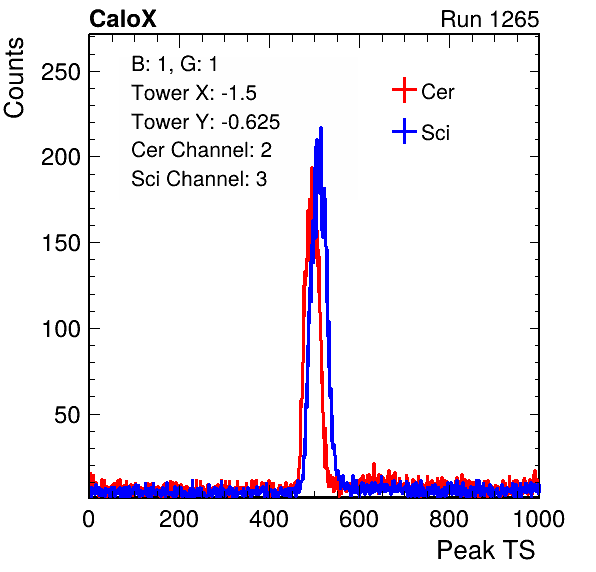 CaloX
Run 1265
Counts
B: 1, G: 1
Tower X: -1.5
Tower Y: -0.625
Cer Channel: 2
Sci Channel: 3
Cer
Sci
250
200
150
100
50
0 200 400 600 800 1000
Peak TS